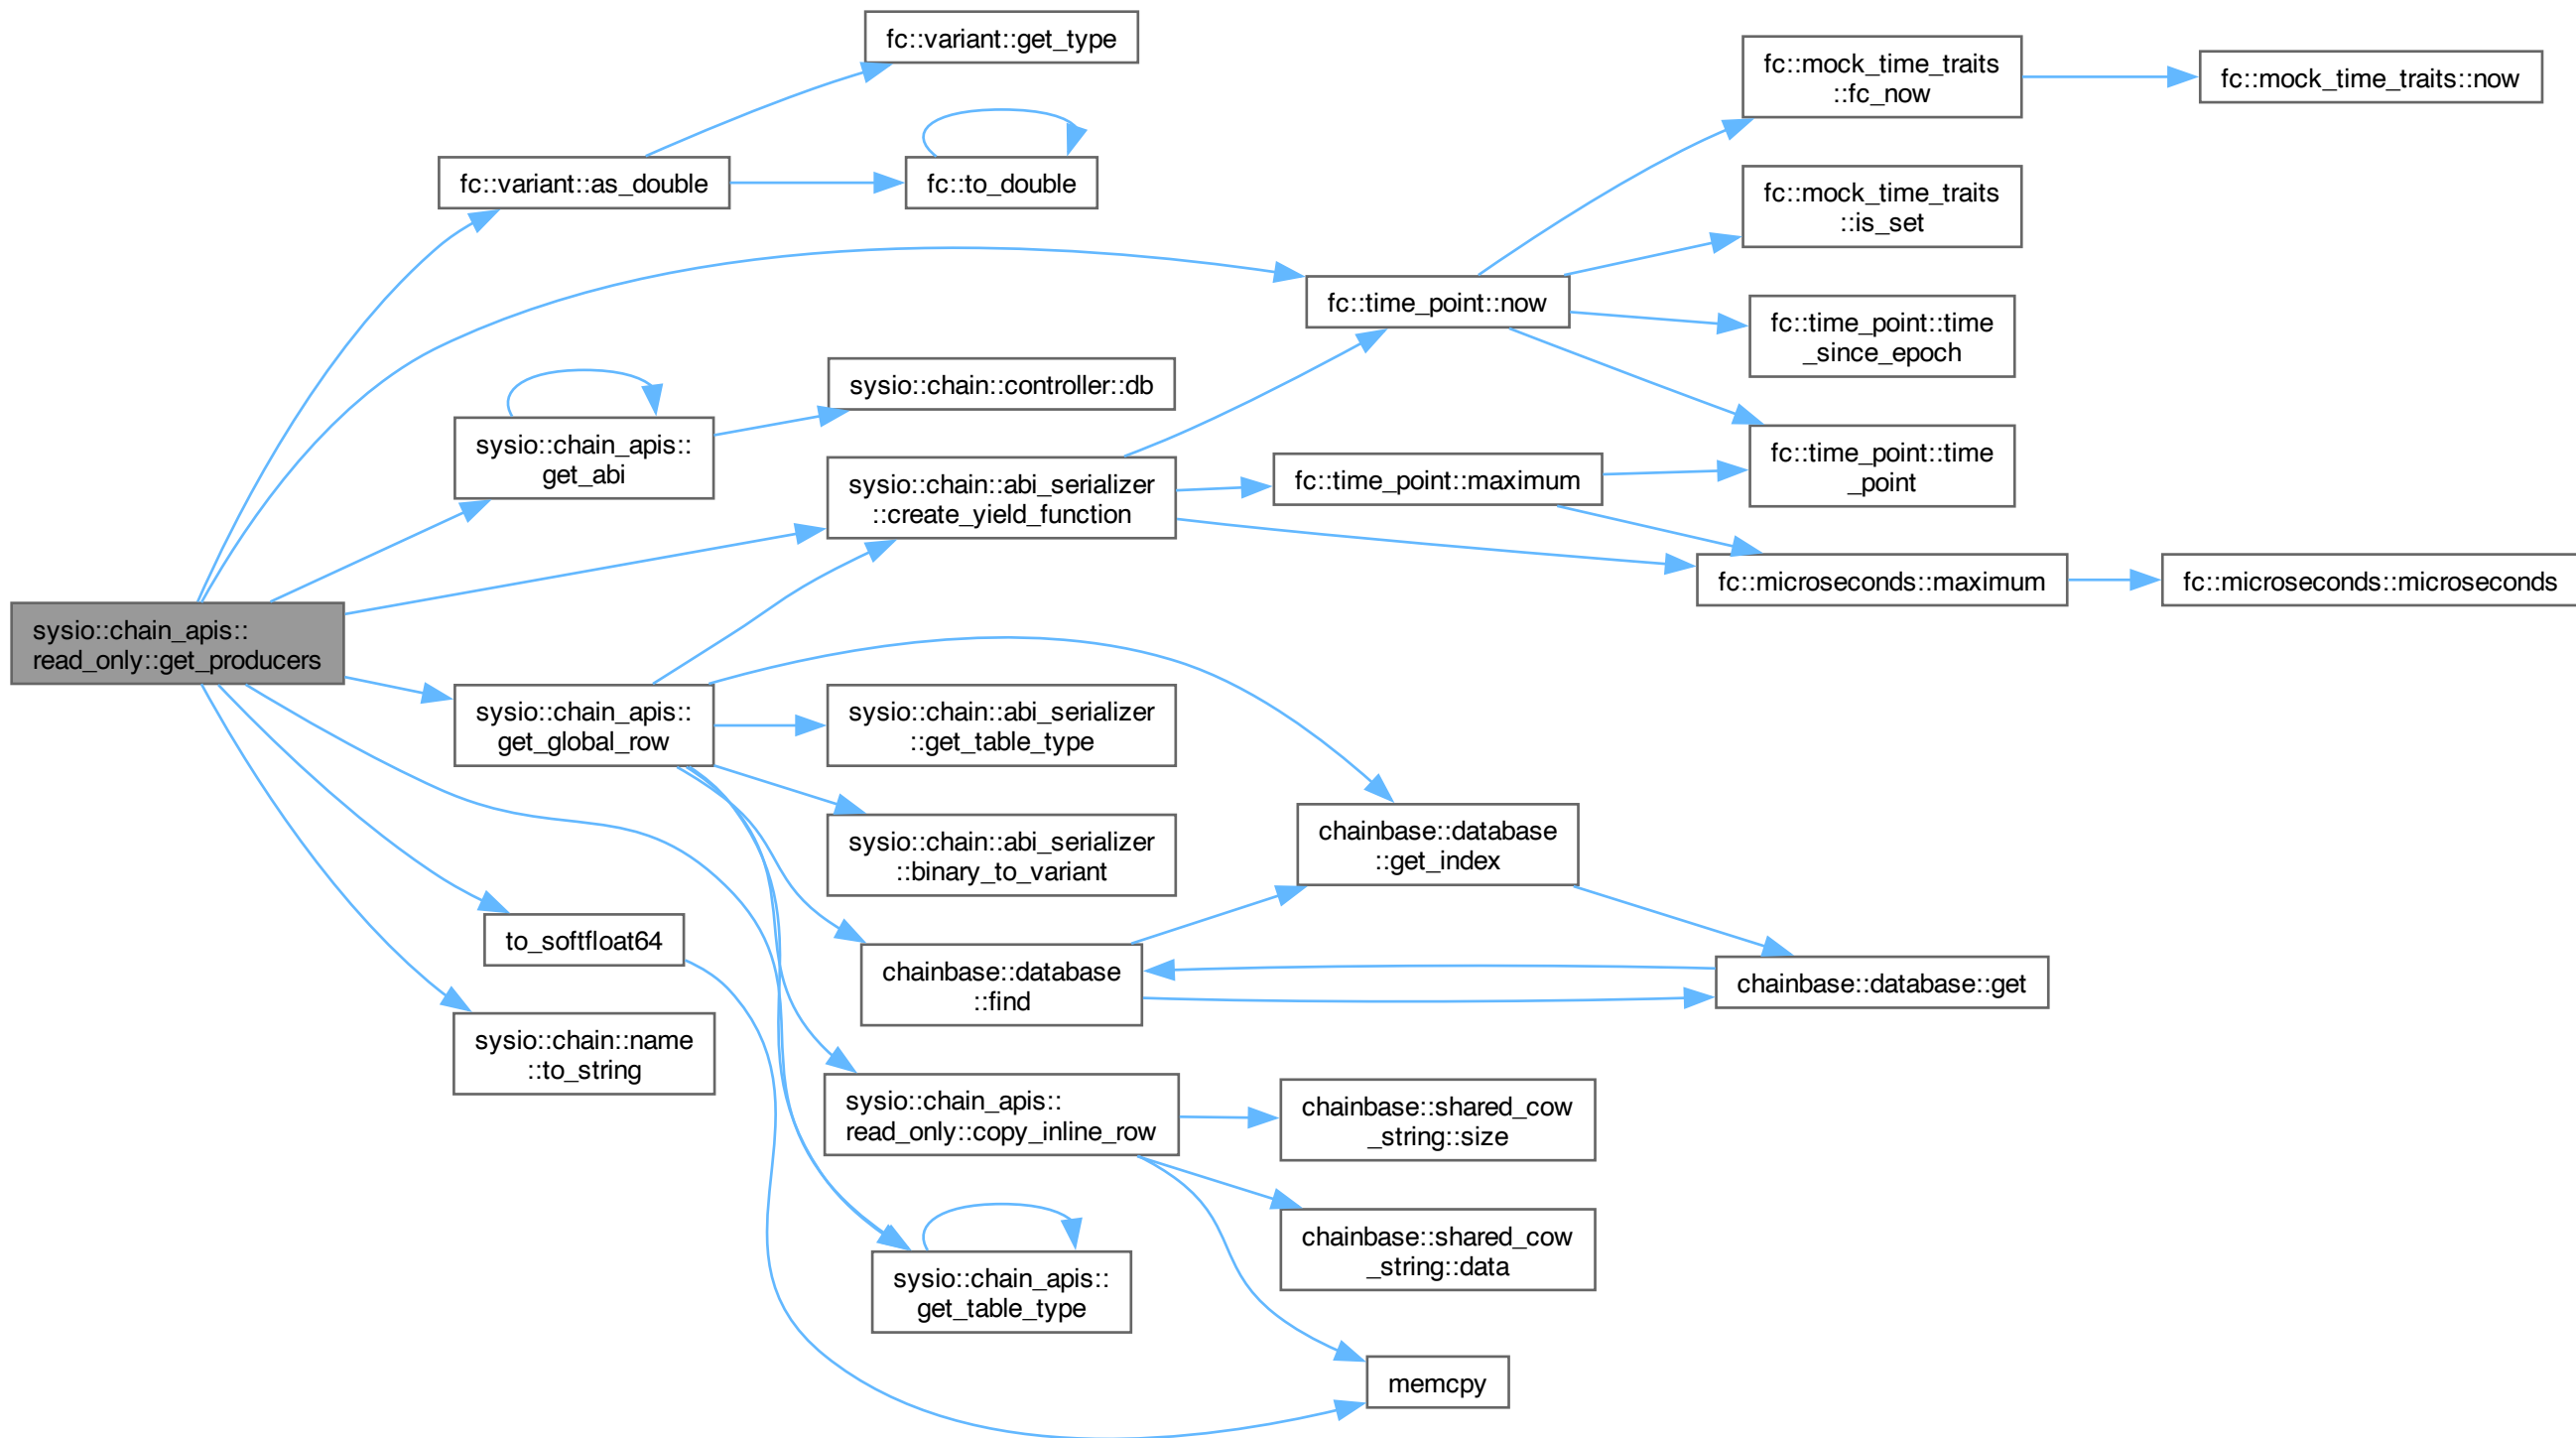 fc::variant::get_type
fc::mock_time_traits
::fc_now
fc::mock_time_traits::now
fc::variant::as_double
fc::to_double
fc::mock_time_traits
::is_set
fc::time_point::now
fc::time_point::time
_since_epoch
sysio::chain::controller::db
sysio::chain_apis::
get_abi
sysio::chain::abi_serializer
::create_yield_function
fc::time_point::maximum
fc::time_point::time
_point
fc::microseconds::maximum
fc::microseconds::microseconds
sysio::chain_apis::
read_only::get_producers
sysio::chain_apis::
get_global_row
sysio::chain::abi_serializer
::get_table_type
sysio::chain::abi_serializer
::binary_to_variant
chainbase::database
::get_index
to_softfloat64
chainbase::database
::find
chainbase::database::get
sysio::chain::name
::to_string
sysio::chain_apis::
read_only::copy_inline_row
chainbase::shared_cow
_string::size
chainbase::shared_cow
_string::data
sysio::chain_apis::
get_table_type
memcpy